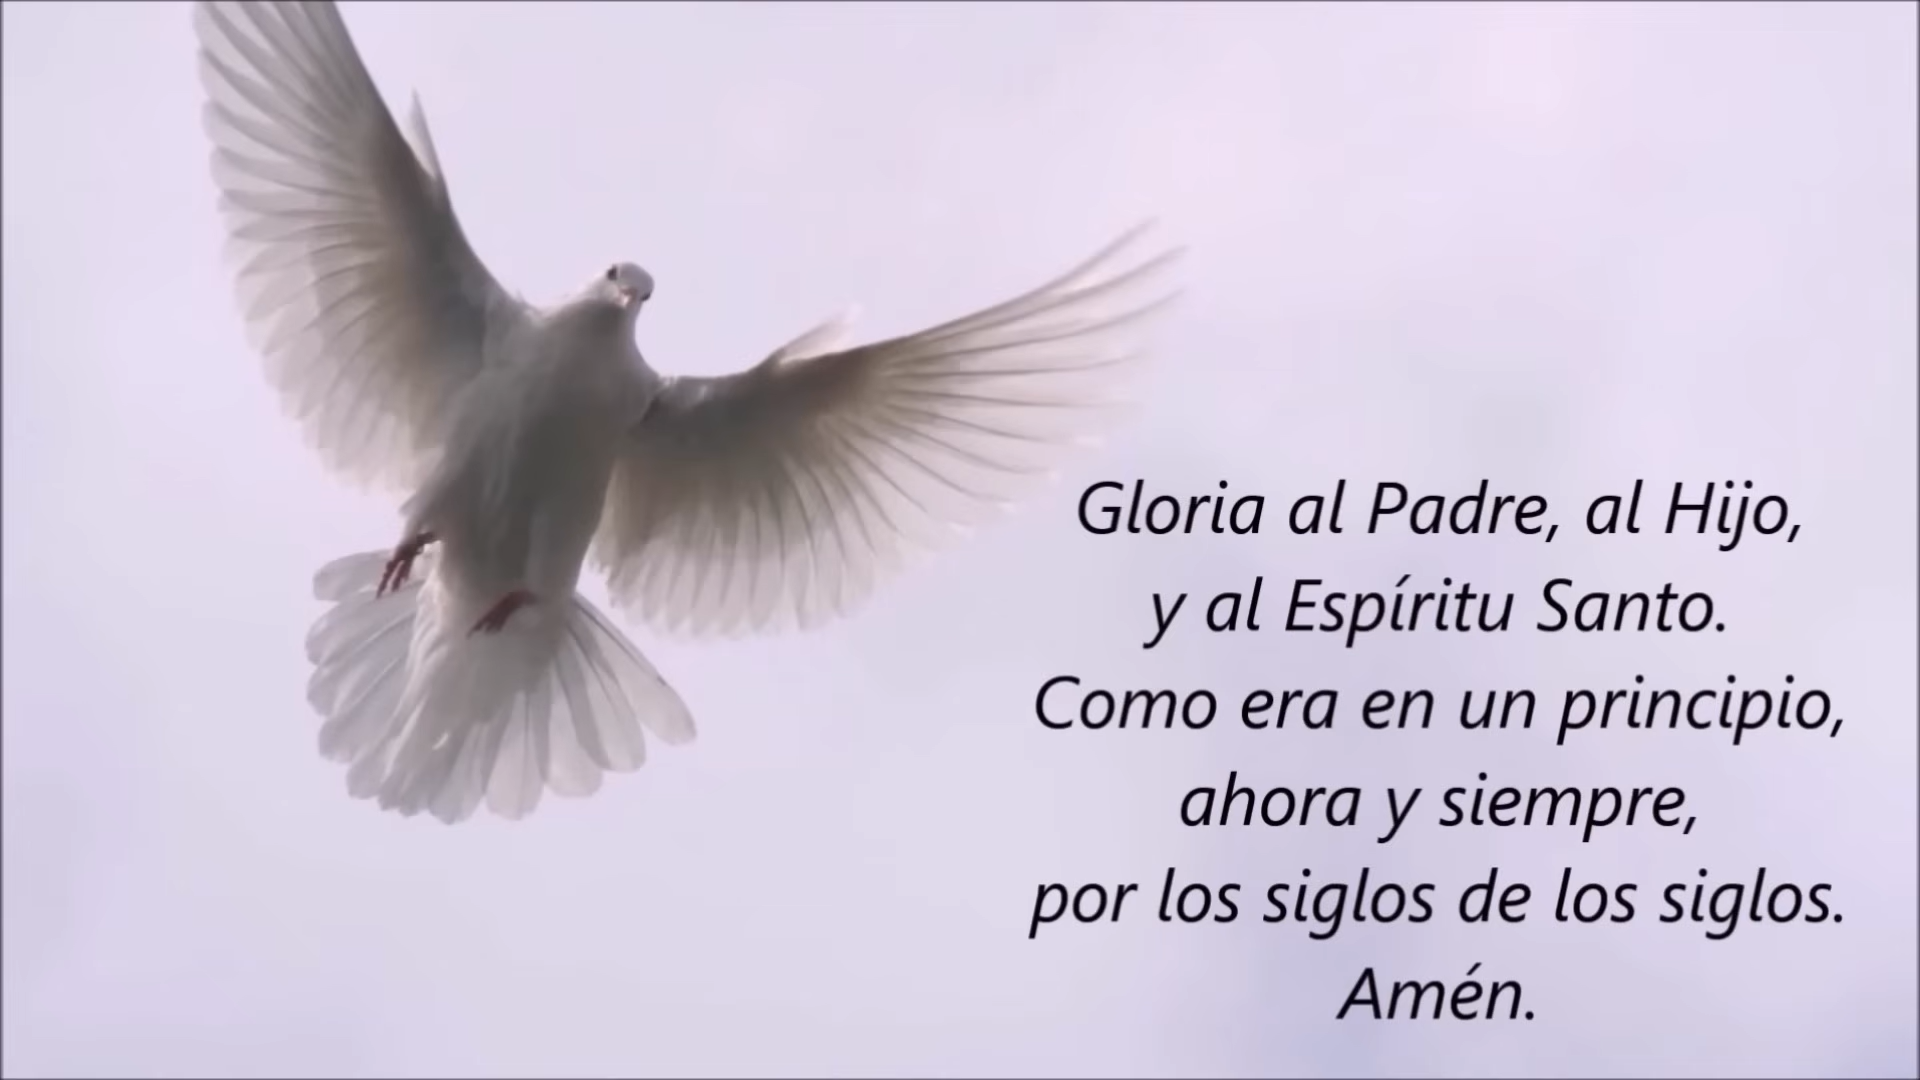 Gloria al Padre, al Hijo,
y al Espíritu Santo.
Como era en un principio,
ahora y siempre,
por los siglos de los siglos.
Amén.